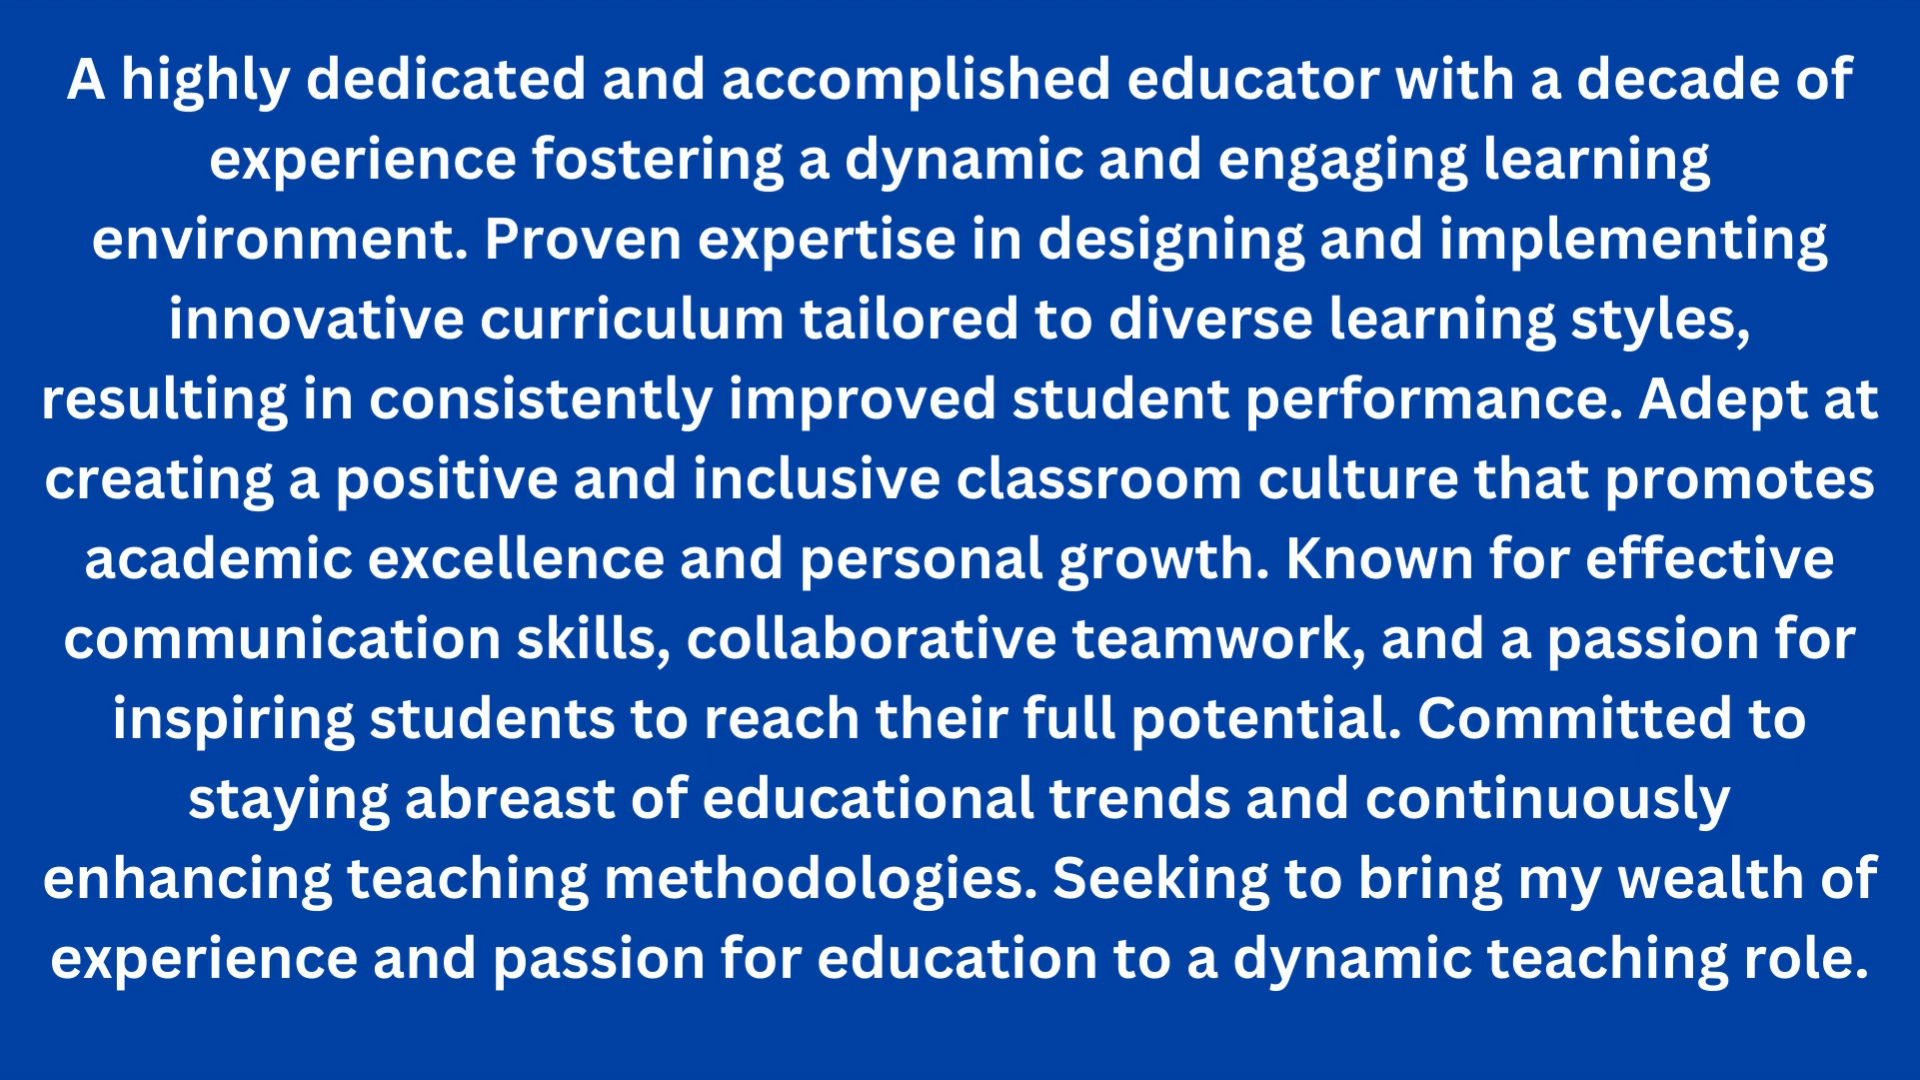 A highly dedicated and accomplished educator with a decade of
experience fostering a dynamic and engaging learning
environment. Proven expertise in designing and implementing
innovative curriculum tailored to diverse learning styles,
resulting in consistently improved student performance. Adept at
creating a positive and inclusive classroom culture that promotes
academic excellence and personal growth. Known for effective
communication skills, collaborative teamwork, and a passion for
inspiring students to reach their full potential. Committed to
staying abreast of educational trends and continuously
enhancing teaching methodologies. Seeking to bring my wealth of
experience and passion for education to a dynamic teaching role.